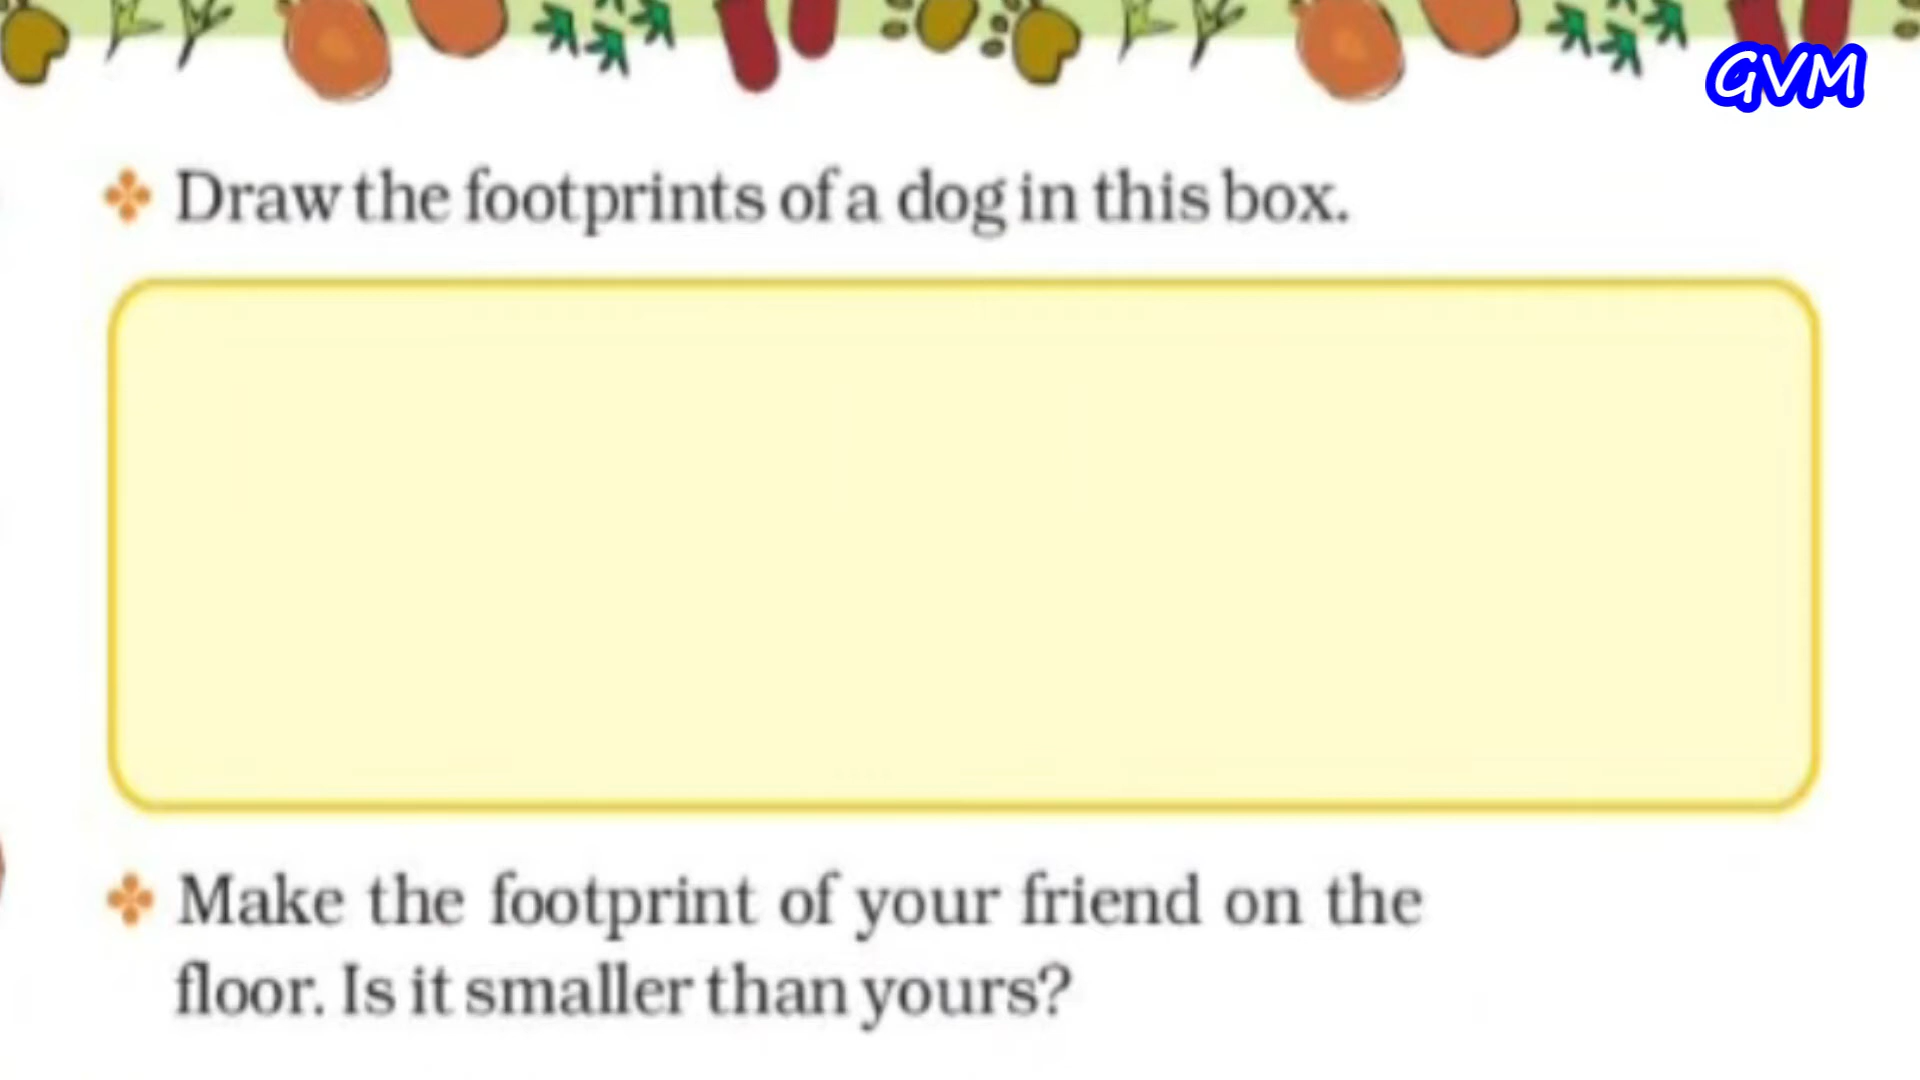 GVM
Draw the footprints of a dog in this box.
Make the footprint of your friend on the
floor. Is it smaller than yours?